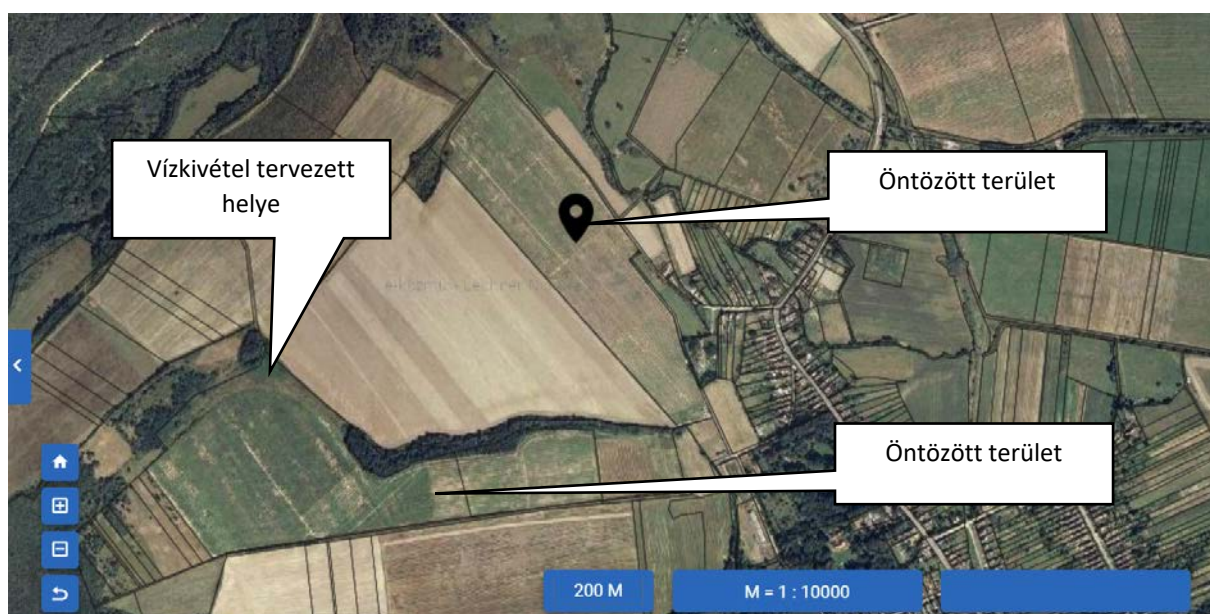 Vízkivétel tervezett
helye
Öntözött terület
Öntözött terület
200 M
M = 1 : 10000